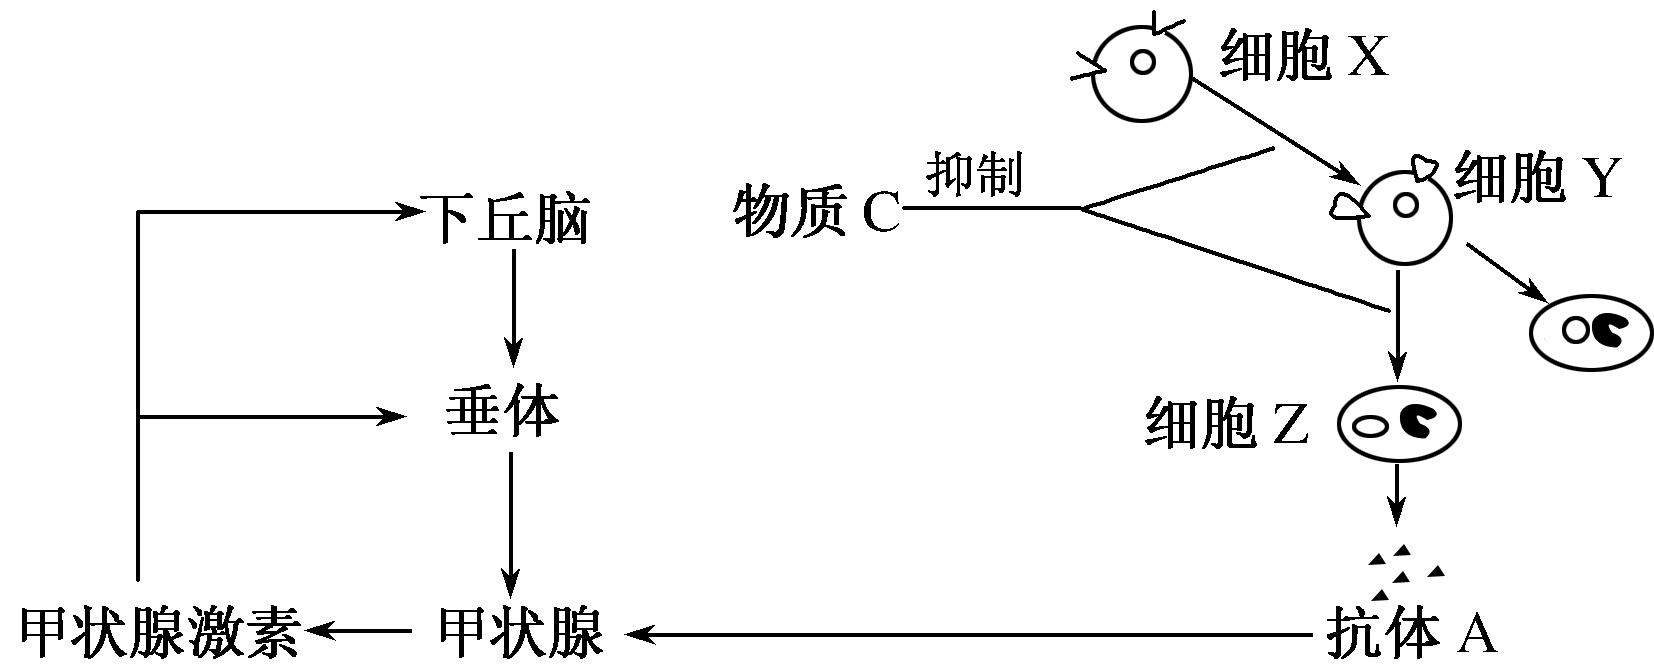 细胞 X
抑制
细胞 Y
物质 C
下丘脑
垂体
细胞 Z
甲状腺激素
甲状腺
抗体 A